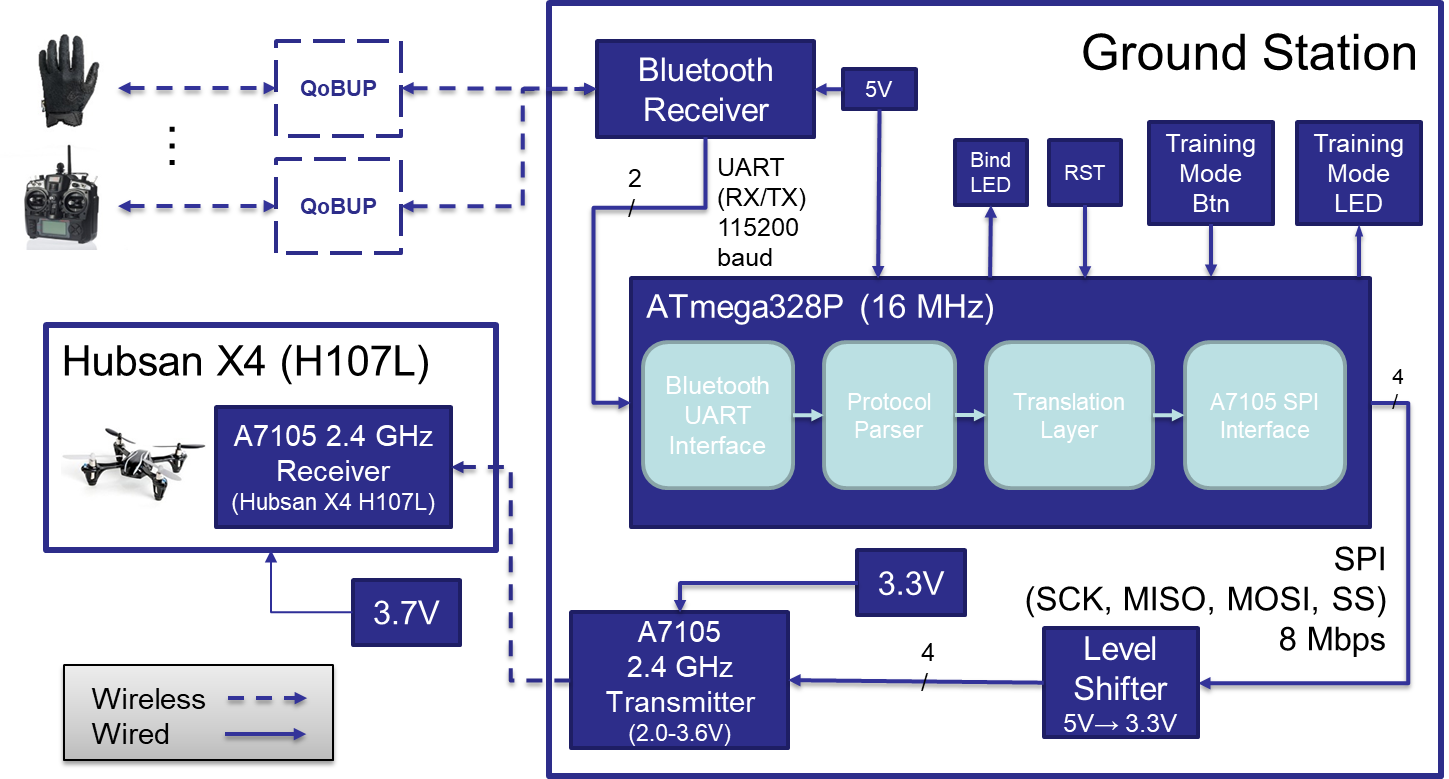 Ground Station
QoBUP
QoBUP
Bluetooth
Receiver
5V
2
UART
(RX/TX)
115200
baud
Bind
LED
RST
Training
Mode
Btn
Training
Mode
LED
ATmega328P (16 MHz)
Bluetooth
UART
Interface
Protocol
Parser
Translation
Layer
A7105 SPI
Interface
4
Hubsan X4 (H107L)
A7105 2.4 GHz
Receiver
(Hubsan X4 H107L)
3.7V
3.3V
SPI
(SCK, MISO, MOSI, SS)
8 Mbps
A7105
2.4 GHz
Transmitter
(2.0-3.6V)
4
Level
Shifter
5V→ 3.3V
Wireless
Wired